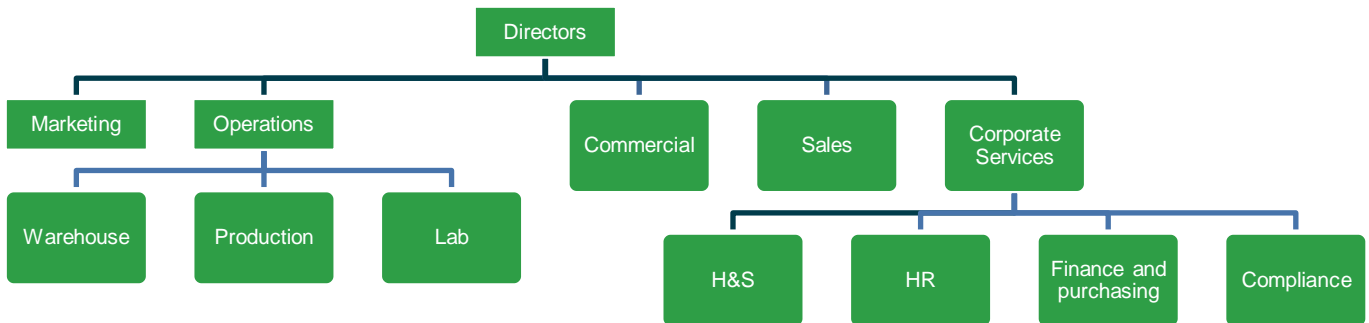 Directors
Marketing
Operations
Commercial
Sales
Corporate
Services
Warehouse
Production
Lab
H&S
HR
Finance and
purchasing
Compliance